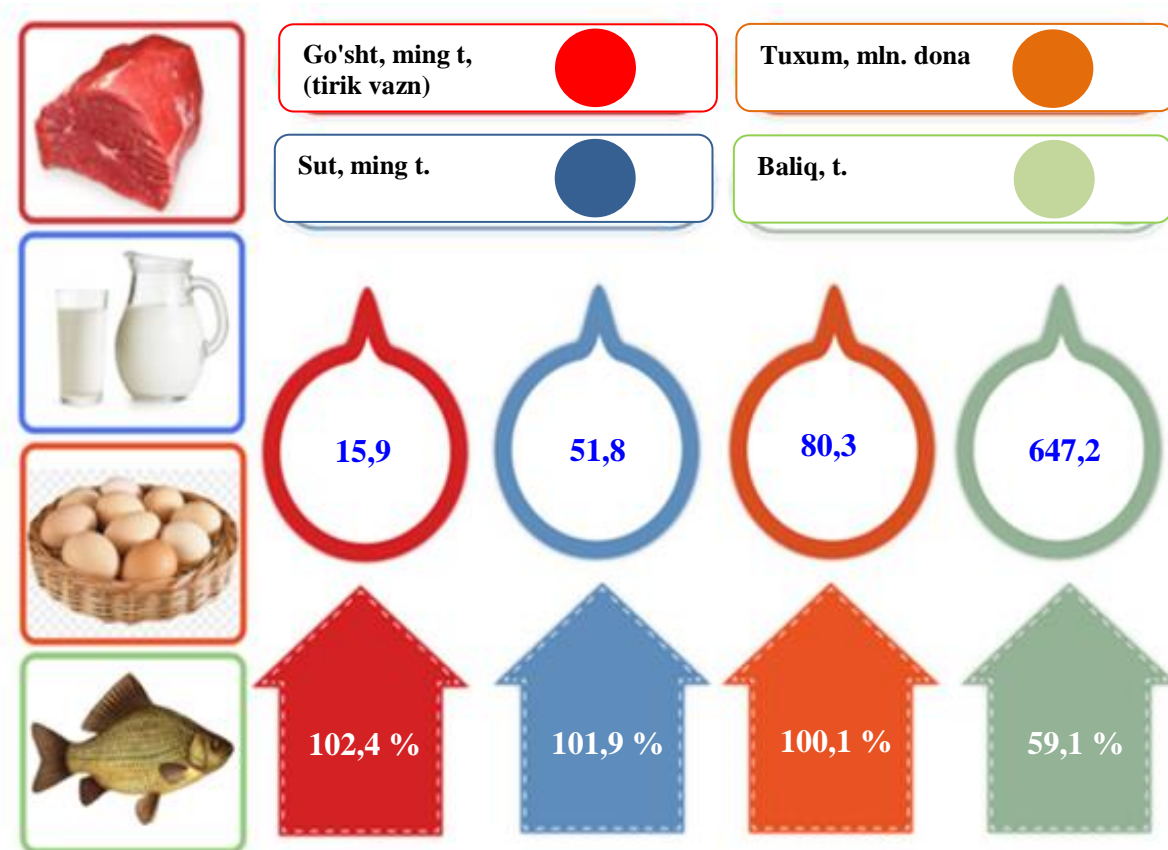 Go'sht, ming t,
(tirik vazn)
Tuxum, mln. dona
Sut, ming t.
Baliq, t.
15,9
51,8
80,3
647,2
102,4 %
101,9 %
100,1 %
59,1 %